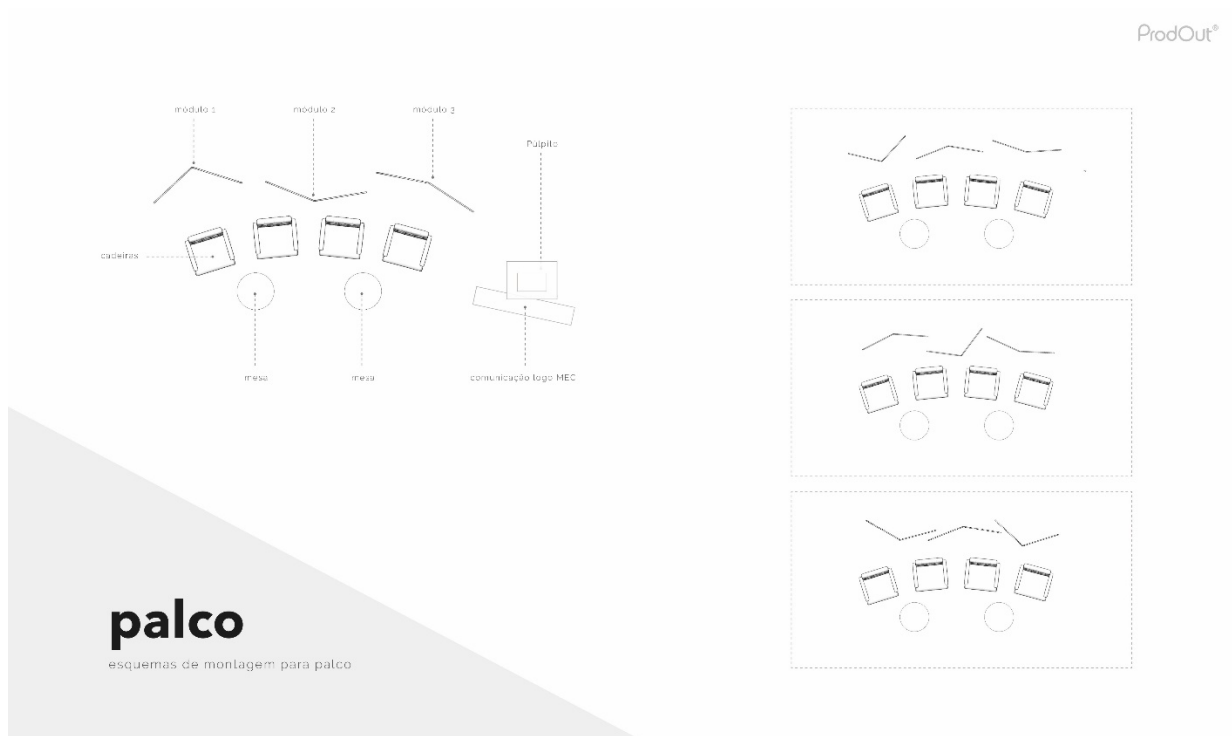 ProdOut®
módulo 1
módulo 2
módulo 3
Púlpito
cadeiras
mesa
mesa
comunicação logo MEC
palco
esquemas de montagem para palco